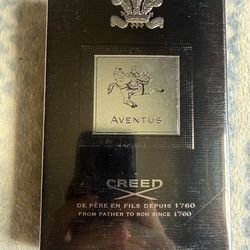 AVENTUS
CREED
DE PÈRE EN FILS DEPUIS 1760
FROM FATHER TO SON SINCE 1760